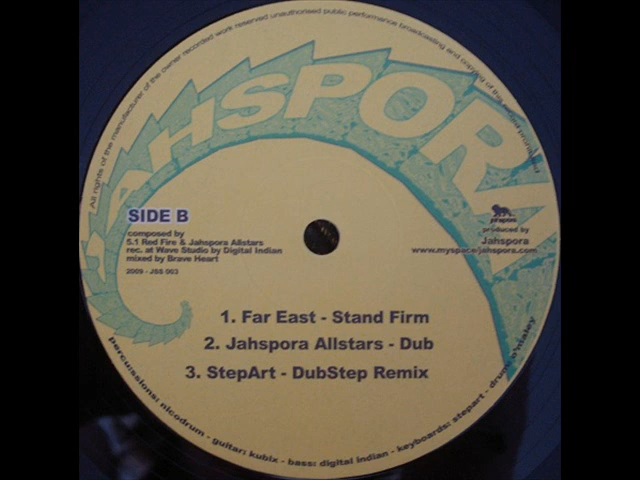 All rights of the manufacturer of the owner recorded work reserved unauthorised public performance broadcasting and copying of this record prohibited
JAHSPORA
SIDE B
composed by
5.1 Red Fire & Jahspora Allstars
rec. at Wave Studio by Digital Indian
mixed by Brave Heart
2009 - JSS 003
produced by
Jahspora
www.myspace/jahspora.com
1. Far East - Stand Firm
2. Jahspora Allstars - Dub
3. StepArt - DubStep Remix
percussions: nicodrum - guitar: kubix - bass: digital indian - keyboards: stepart - drum: